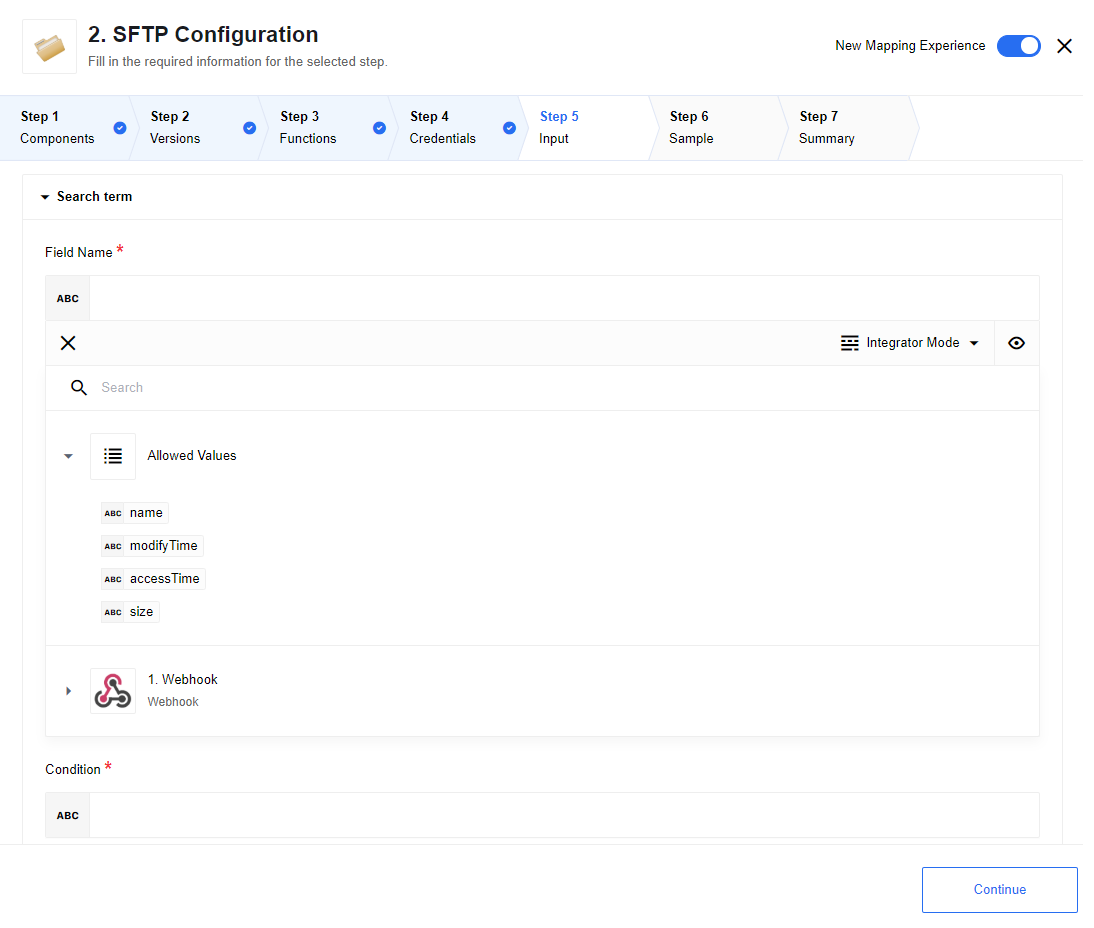 2. SFTP Configuration
Fill in the required information for the selected step.
New Mapping Experience
Step 1
Components
Step 2
Versions
Step 3
Functions
Step 4
Credentials
Step 5
Input
Step 6
Sample
Step 7
Summary
Search term
Field Name *
ABC
Integrator Mode
Search
Allowed Values
ABC name
ABC modifyTime
ABC accessTime
ABC size
1. Webhook
Webhook
Condition *
ABC
Continue